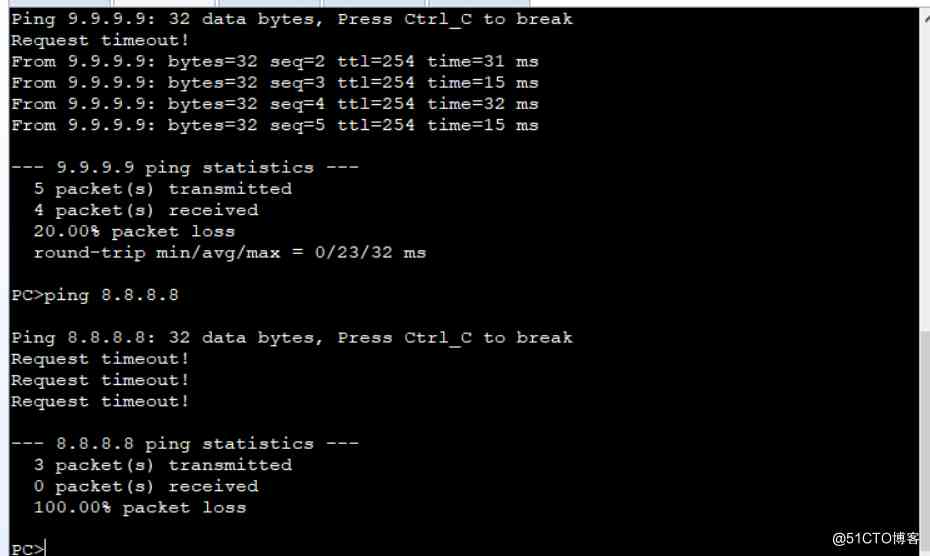 Ping 9.9.9.9: 32 data bytes, Press Ctrl_C to break
Request timeout!
From 9.9.9.9: bytes=32 seq=2 ttl=254 time=31 ms
From 9.9.9.9: bytes=32 seq=3 ttl=254 time=15 ms
From 9.9.9.9: bytes=32 seq=4 ttl=254 time=32 ms
From 9.9.9.9: bytes=32 seq=5 ttl=254 time=15 ms
--- 9.9.9.9 ping statistics ---
5 packet(s) transmitted
4 packet(s) received
20.00% packet loss
round-trip min/avg/max = 0/23/32 ms
PC>ping 8.8.8.8
Ping 8.8.8.8: 32 data bytes, Press Ctrl_C to break
Request timeout!
Request timeout!
Request timeout!
--- 8.8.8.8 ping statistics ---
3 packet(s) transmitted
0 packet(s) received
100.00% packet loss
PC>
@51CTO博客